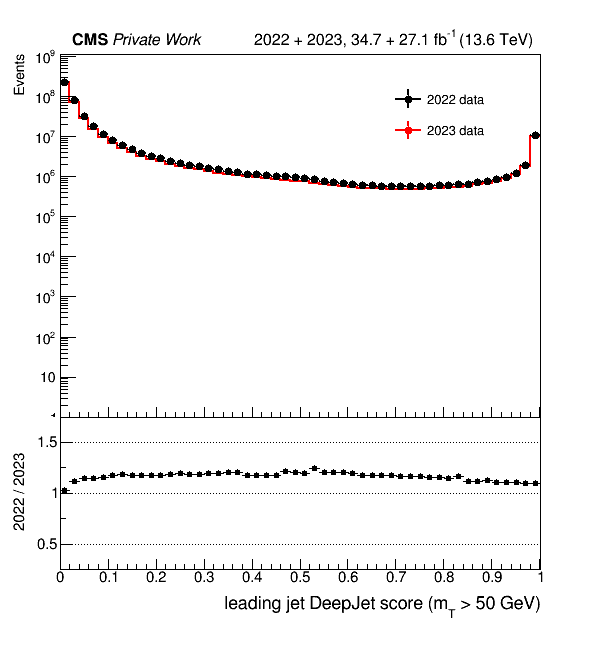 CMS Private Work 2022 + 2023, 34.7 + 27.1 fb⁻¹ (13.6 TeV)
Events
10⁹
10⁸
10⁷
10⁶
10⁵
10⁴
10³
10²
10
2022 data
2023 data
2022 / 2023
1.5
1
0.5
0 0.1 0.2 0.3 0.4 0.5 0.6 0.7 0.8 0.9 1
leading jet DeepJet score (m_T > 50 GeV)